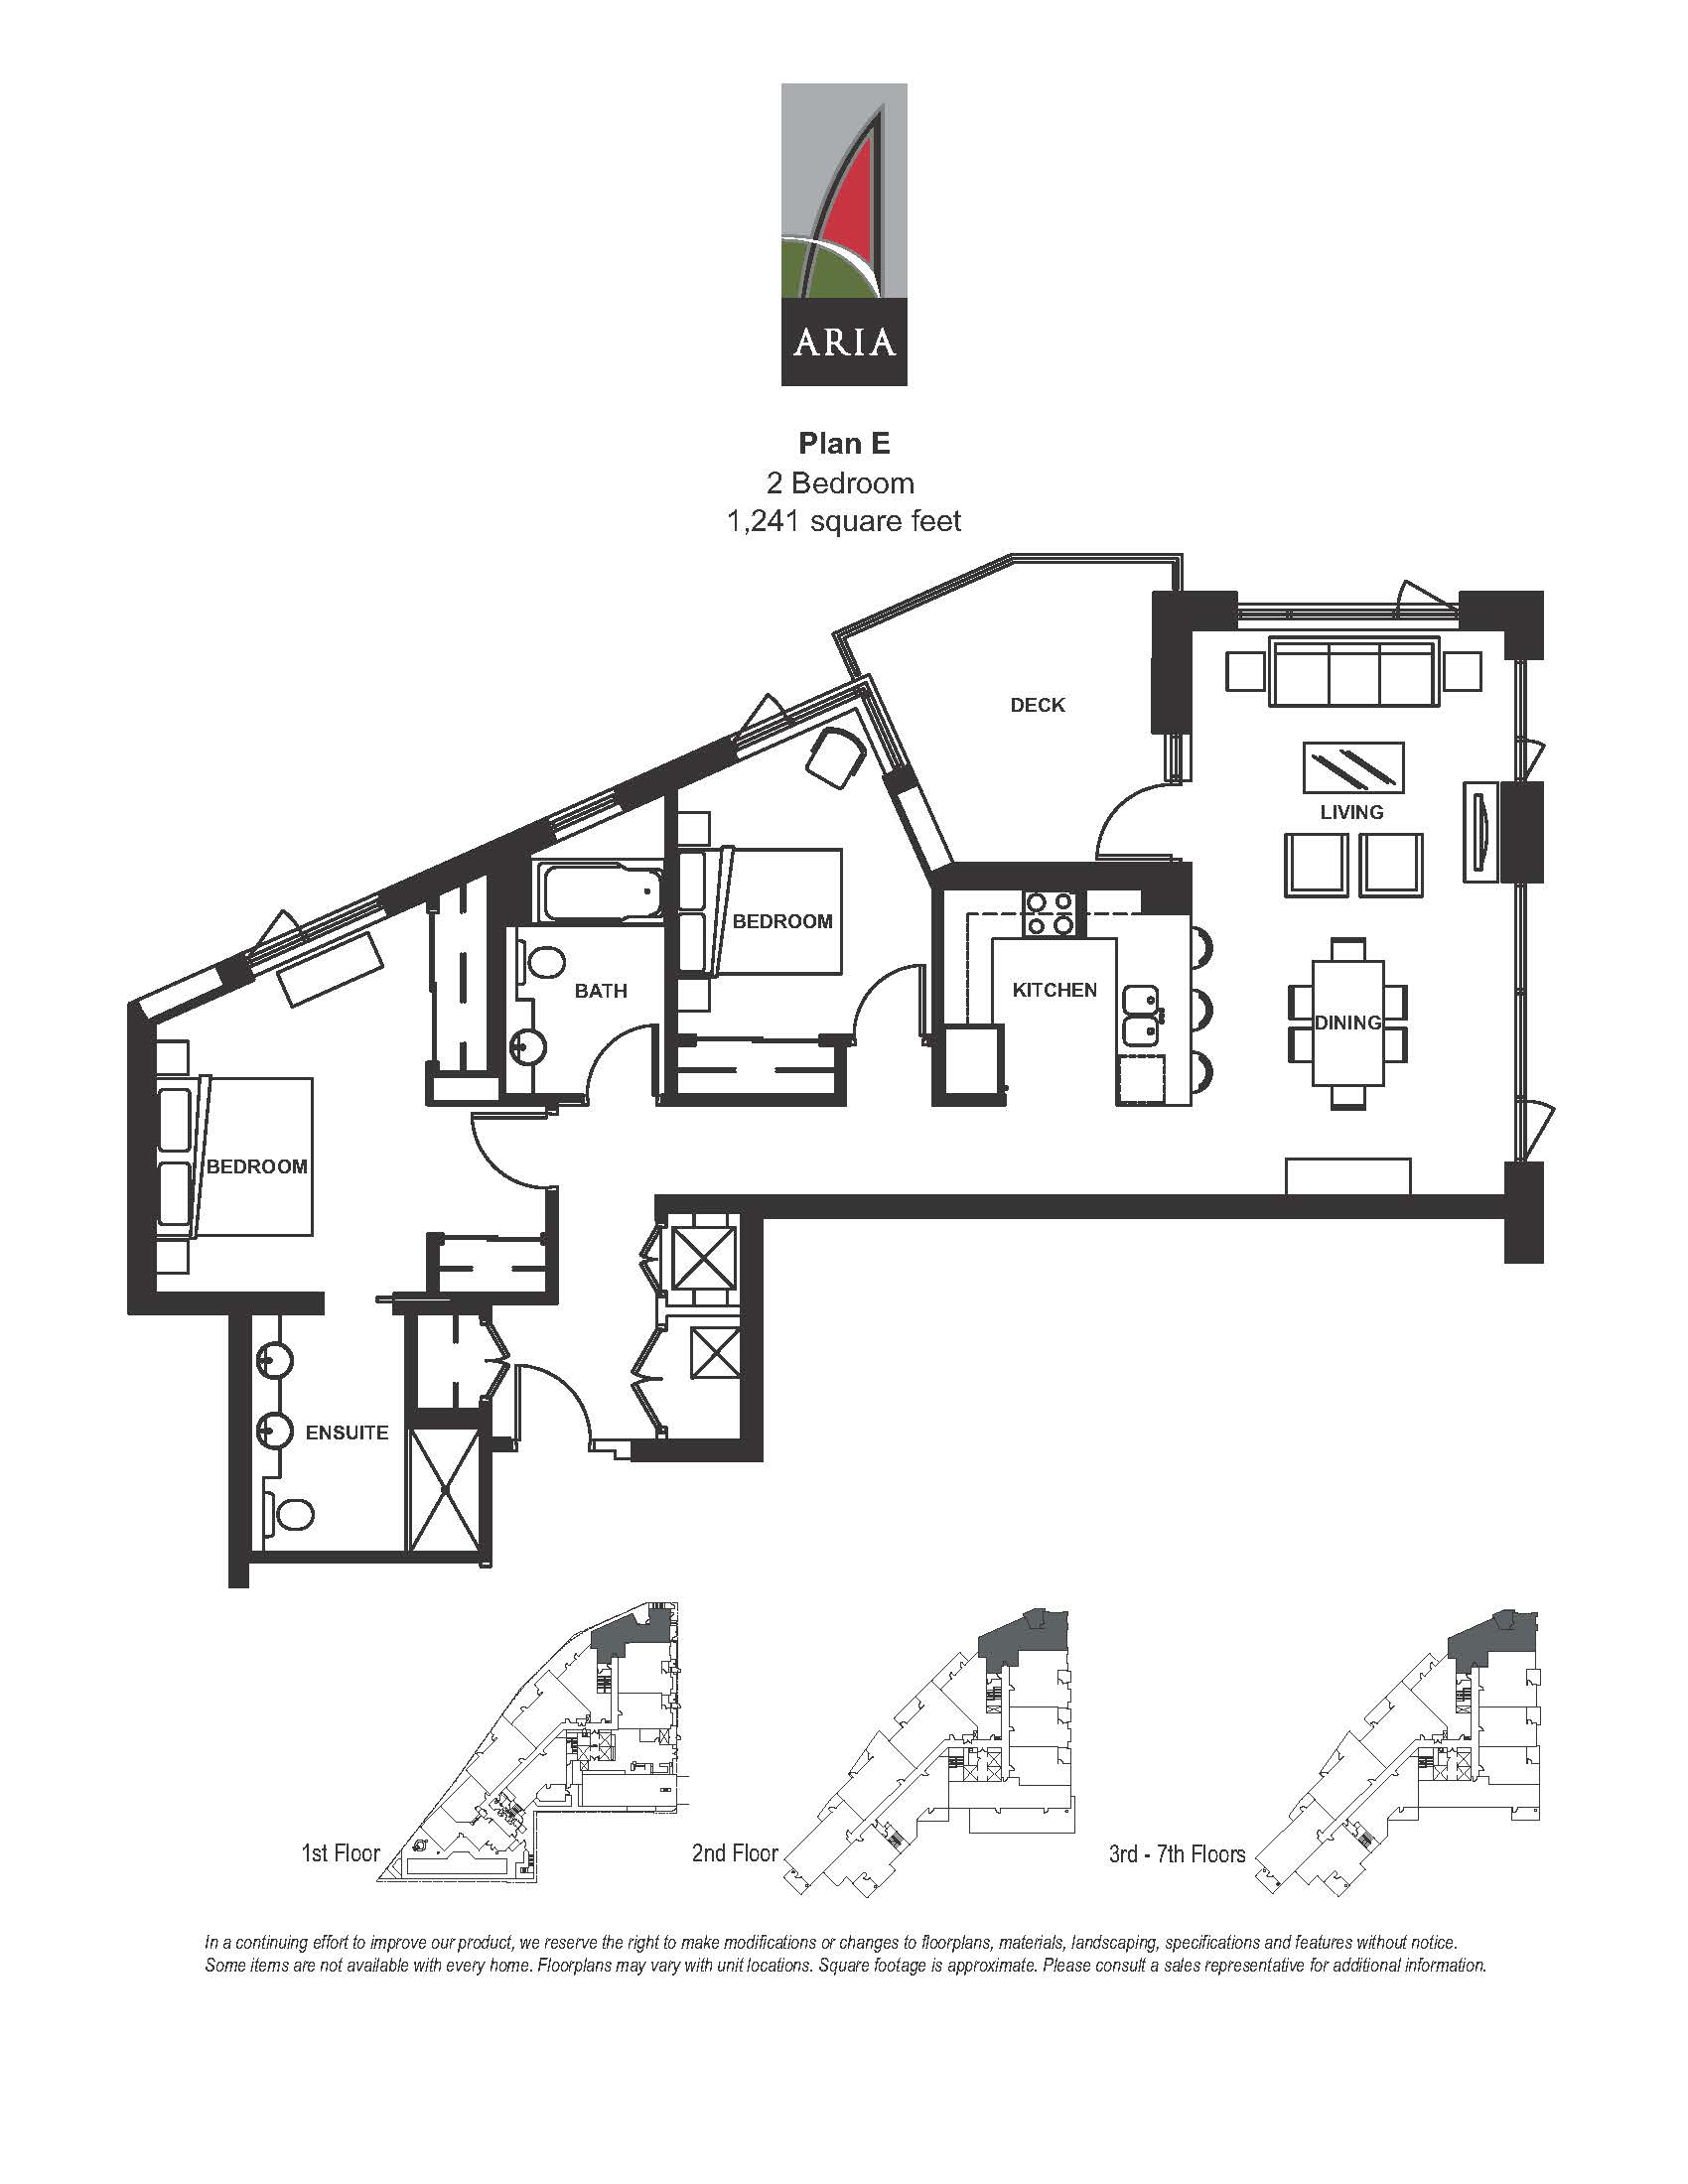 ARIA
Plan E
2 Bedroom
1,241 square feet
DECK
LIVING
BEDROOM
BATH
KITCHEN
DINING
BEDROOM
ENSUITE
1st Floor
2nd Floor
3rd - 7th Floors
In a continuing effort to improve our product, we reserve the right to make modifications or changes to floorplans, materials, landscaping, specifications and features without notice.
Some items are not available with every home. Floorplans may vary with unit locations. Square footage is approximate. Please consult a sales representative for additional information.